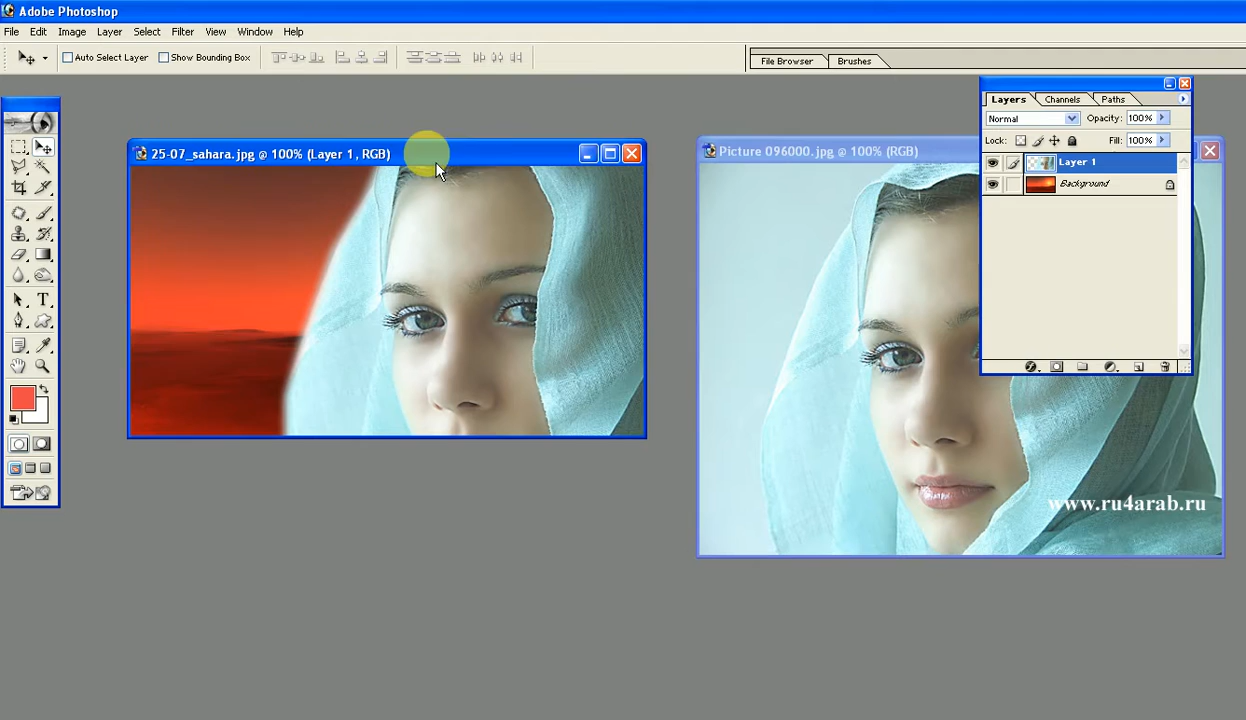 Adobe Photoshop
File Edit Image Layer Select Filter View Window Help
Auto Select Layer Show Bounding Box File Browser Brushes
25-07_sahara.jpg @ 100% (Layer 1, RGB)
Picture 096000.jpg @ 100% (RGB)
Layers Channels Paths
Normal Opacity: 100%
Lock: Fill: 100%
Layer 1
Background
www.ru4arab.ru